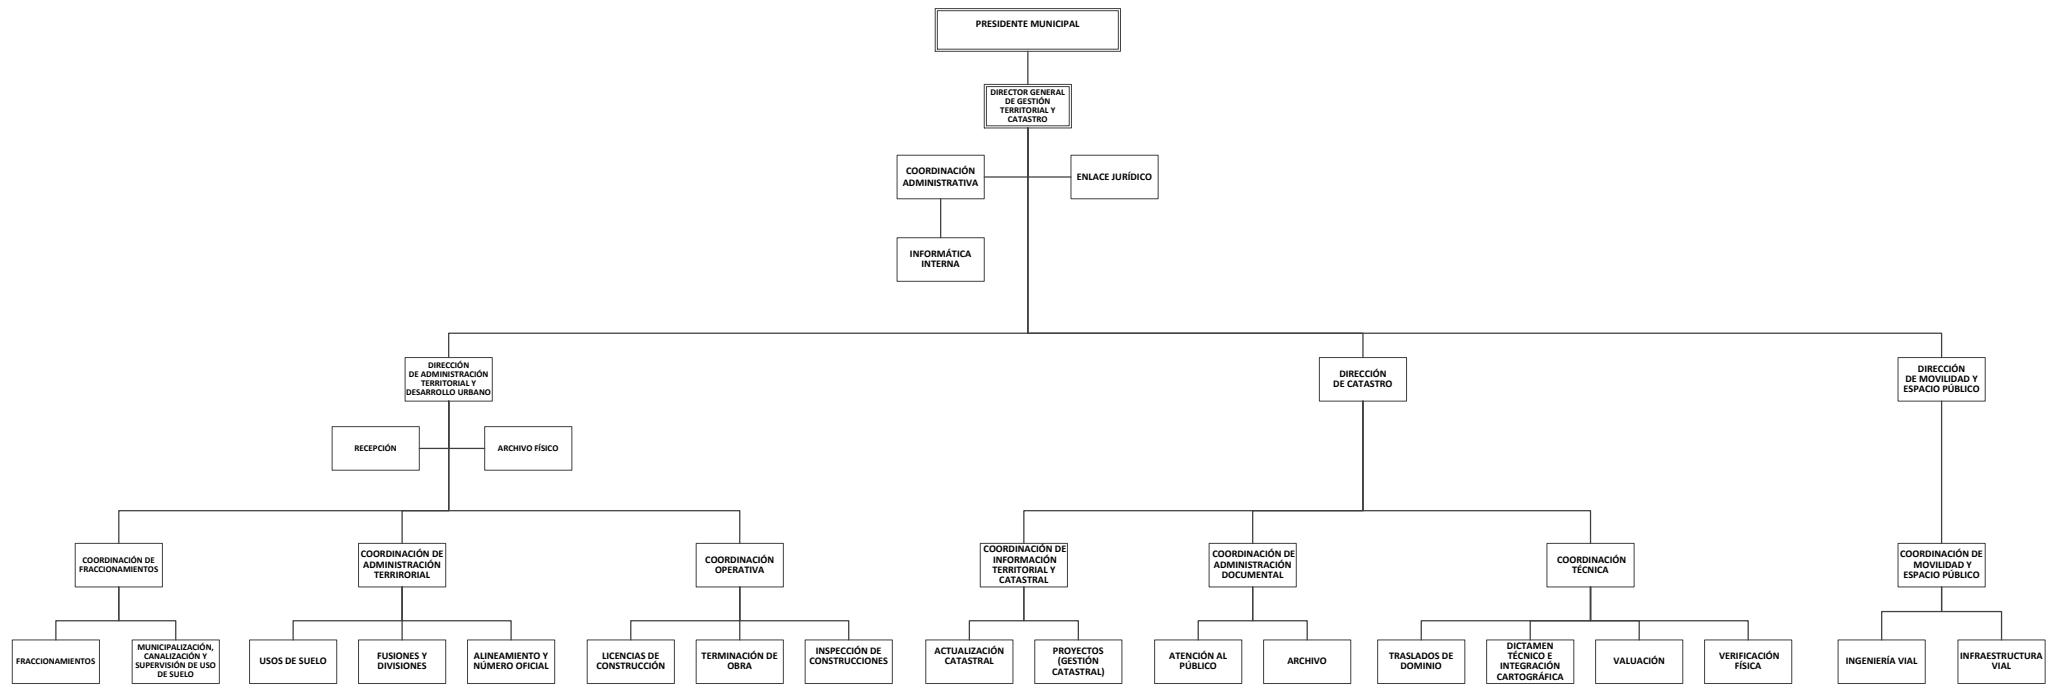 PRESIDENTE MUNICIPAL
DIRECTOR GENERAL
DE GESTIÓN
TERRITORIAL Y
CATASTRO
COORDINACIÓN
ADMINISTRATIVA
ENLACE JURÍDICO
INFORMÁTICA
INTERNA
DIRECCIÓN
DE ADMINISTRACIÓN
TERRITORIAL Y
DESARROLLO URBANO
DIRECCIÓN
DE CATASTRO
DIRECCIÓN
DE MOVILIDAD Y
ESPACIO PÚBLICO
RECEPCIÓN
ARCHIVO FÍSICO
COORDINACIÓN DE
FRACCIONAMIENTOS
COORDINACIÓN DE
ADMINISTRACIÓN
TERRIRORIAL
COORDINACIÓN
OPERATIVA
COORDINACIÓN DE
INFORMACIÓN
TERRITORIAL Y
CATASTRAL
COORDINACIÓN DE
ADMINISTRACIÓN
DOCUMENTAL
COORDINACIÓN
TÉCNICA
COORDINACIÓN DE
MOVILIDAD Y
ESPACIO PÚBLICO
FRACCIONAMIENTOS
MUNICIPALIZACIÓN,
CANALIZACIÓN Y
SUPERVISIÓN DE USO
DE SUELO
USOS DE SUELO
FUSIONES Y
DIVISIONES
ALINEAMIENTO Y
NÚMERO OFICIAL
LICENCIAS DE
CONSTRUCCIÓN
TERMINACIÓN DE
OBRA
INSPECCIÓN DE
CONSTRUCCIONES
ACTUALIZACIÓN
CATASTRAL
PROYECTOS
(GESTIÓN
CATASTRAL)
ATENCIÓN AL
PÚBLICO
ARCHIVO
TRASLADOS DE
DOMINIO
DICTAMEN
TÉCNICO E
INTEGRACIÓN
CARTOGRÁFICA
VALUACIÓN
VERIFICACIÓN
FÍSICA
INGENIERÍA VIAL
INFRAESTRUCTURA
VIAL